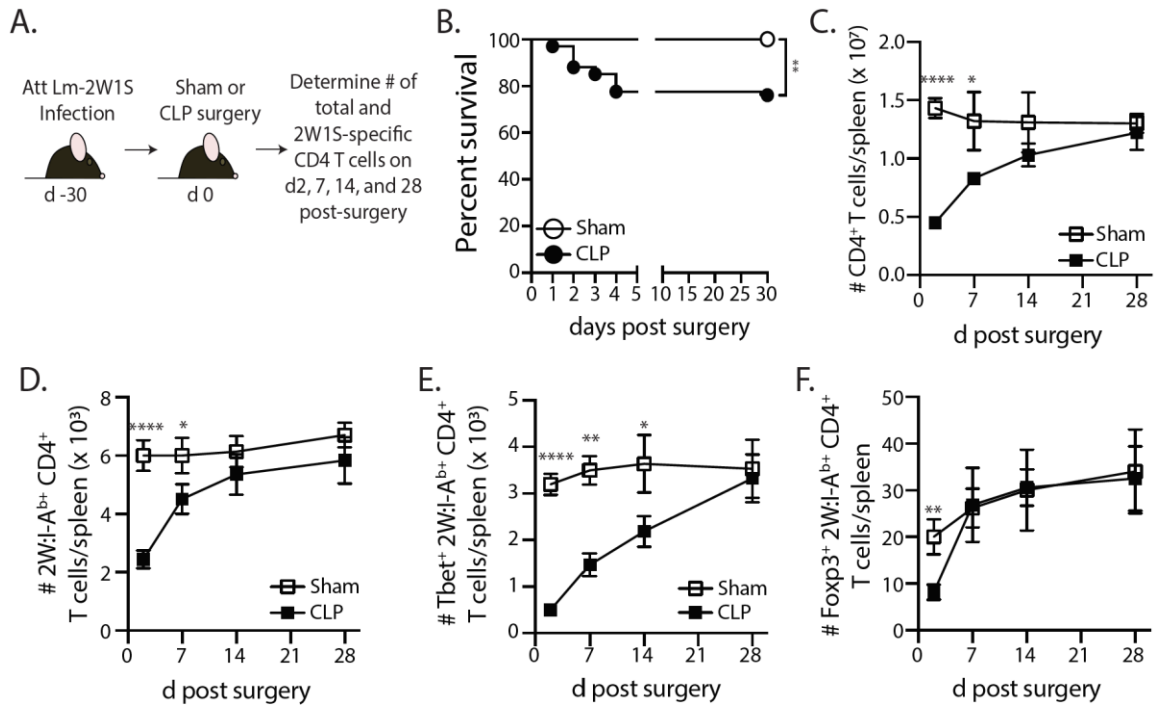 A.
Att Lm-2W1S
Infection
d -30
Sham or
CLP surgery
d 0
Determine # of
total and
2W1S-specific
CD4 T cells on
d2, 7, 14, and 28
post-surgery
B.
Percent survival
100
80
60
40
20
0
**
Sham
CLP
0 1 2 3 4 5 10 15 20 25 30
days post surgery
C.
# CD4⁺ T cells/spleen (x 10⁷)
2.0
1.5
1.0
0.5
0.0
**** *
Sham
CLP
0 7 14 21 28
d post surgery
D.
# 2W:I-Aᵇ⁺ CD4⁺
T cells/spleen (x 10³)
8
6
4
2
0
**** *
Sham
CLP
0 7 14 21 28
d post surgery
E.
# Tbet⁺ 2W:I-Aᵇ⁺ CD4⁺
T cells/spleen (x 10³)
5
4
3
2
1
0
**** ** *
Sham
CLP
0 7 14 21 28
d post surgery
F.
# Foxp3⁺ 2W:I-Aᵇ⁺ CD4⁺
T cells/spleen
50
40
30
20
10
0
**
Sham
CLP
0 7 14 21 28
d post surgery